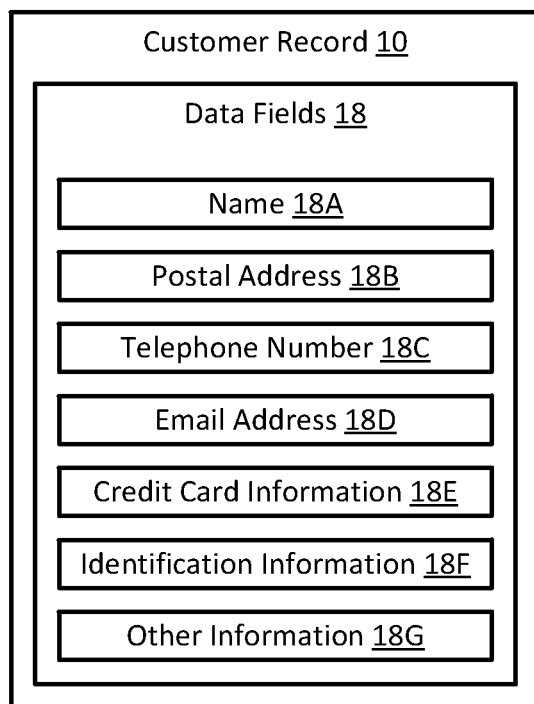 Customer Record 10
Data Fields 18
Name 18A
Postal Address 18B
Telephone Number 18C
Email Address 18D
Credit Card Information 18E
Identification Information 18F
Other Information 18G